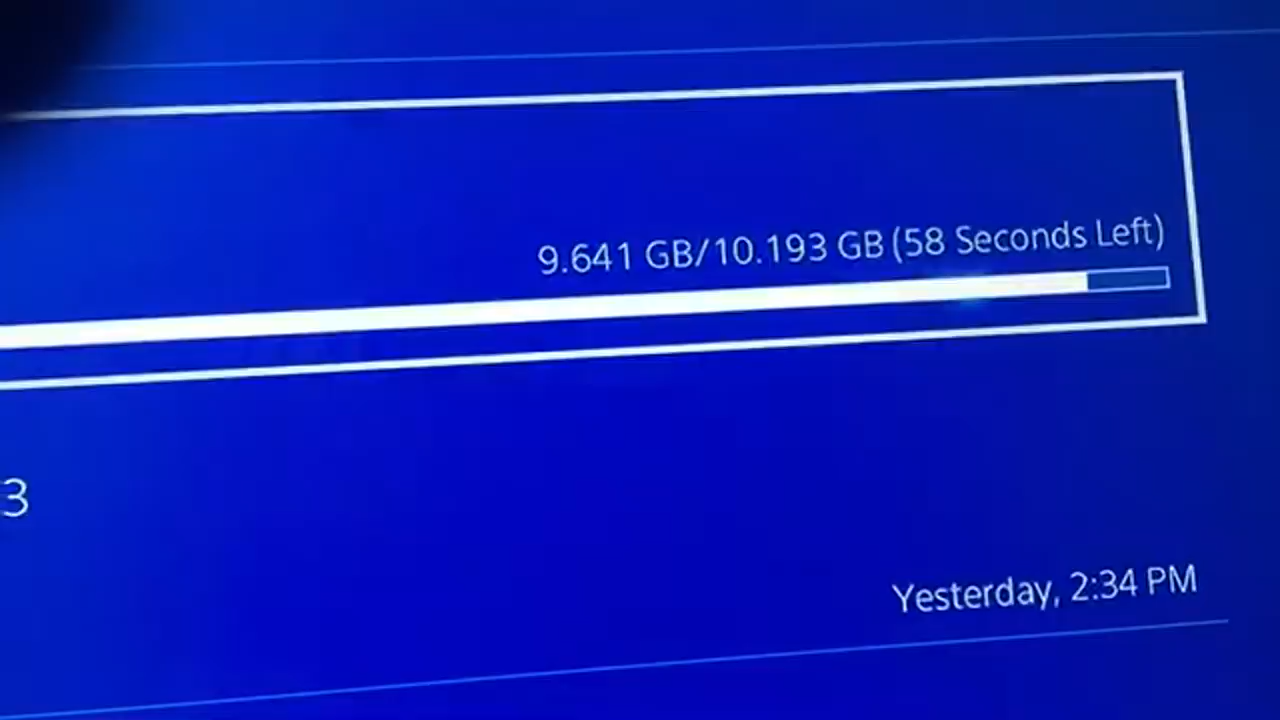 9.641 GB/10.193 GB (58 Seconds Left)
3
Yesterday, 2:34 PM